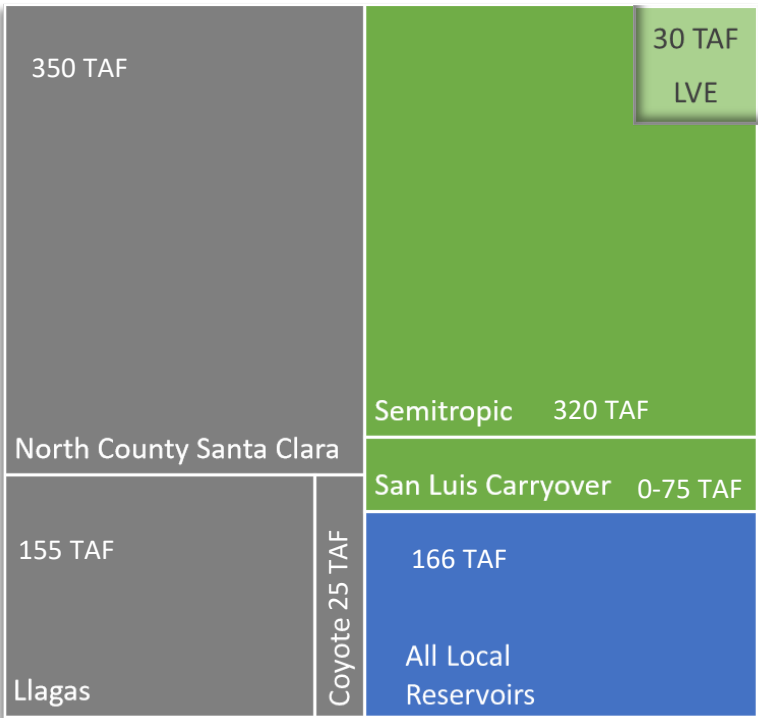 350 TAF
North County Santa Clara
155 TAF
Llagas
Coyote 25 TAF
30 TAF
LVE
Semitropic 320 TAF
San Luis Carryover 0-75 TAF
166 TAF
All Local
Reservoirs